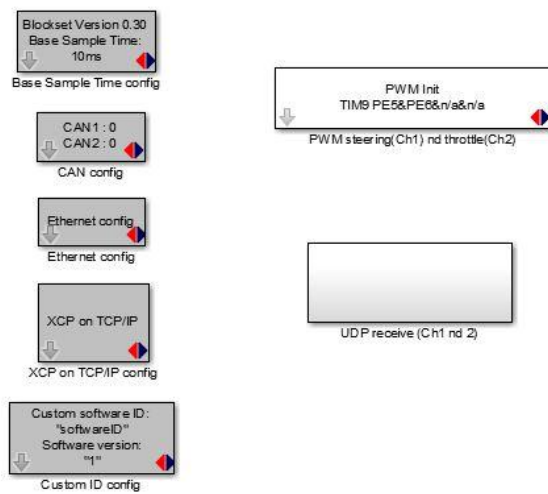 Blockset Version 0.30
Base Sample Time:
10ms
Base Sample Time config
CAN1 : 0
CAN2 : 0
CAN config
Ethernet config
Ethernet config
XCP on TCP/IP
XCP on TCP/IP config
Custom software ID:
"softwareID"
Software version:
"1"
Custom ID config
PWM Init
TIM9 PE5&PE6&n/a&n/a
PWM steering(Ch1) nd throttle(Ch2)
UDP receive (Ch1 nd 2)